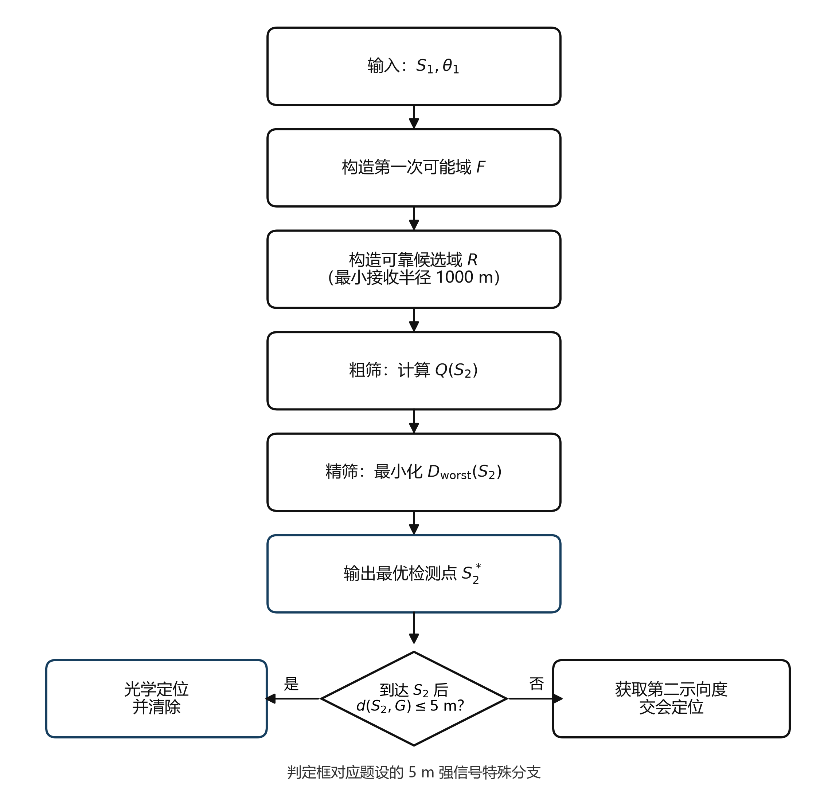 输入：S₁, θ₁
构造第一次可能域 F
构造可靠候选域 R
（最小接收半径 1000 m）
粗筛：计算 Q(S₂)
精筛：最小化 D_worst(S₂)
输出最优检测点 S₂*
到达 S₂ 后
d(S₂, G) ≤ 5 m?
是
光学定位
并清除
否
获取第二示向度
交会定位
判定框对应题设的 5 m 强信号特殊分支